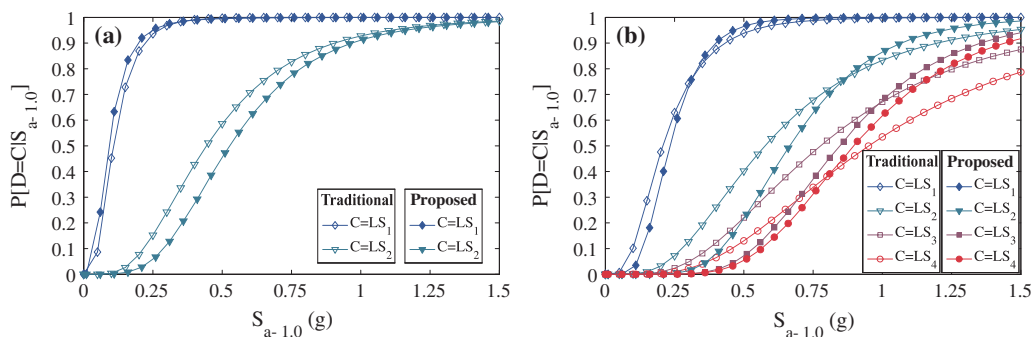 (a)
P[D=C|S_{a-1.0}]
1
0.9
0.8
0.7
0.6
0.5
0.4
0.3
0.2
0.1
0
0
0.25
0.5
0.75
1
1.25
1.5
S_{a-1.0} (g)
Traditional
C=LS_1
C=LS_2
Proposed
C=LS_1
C=LS_2
(b)
P[D=C|S_{a-1.0}]
1
0.9
0.8
0.7
0.6
0.5
0.4
0.3
0.2
0.1
0
0
0.25
0.5
0.75
1
1.25
1.5
S_{a-1.0} (g)
Traditional
C=LS_1
C=LS_2
C=LS_3
C=LS_4
Proposed
C=LS_1
C=LS_2
C=LS_3
C=LS_4